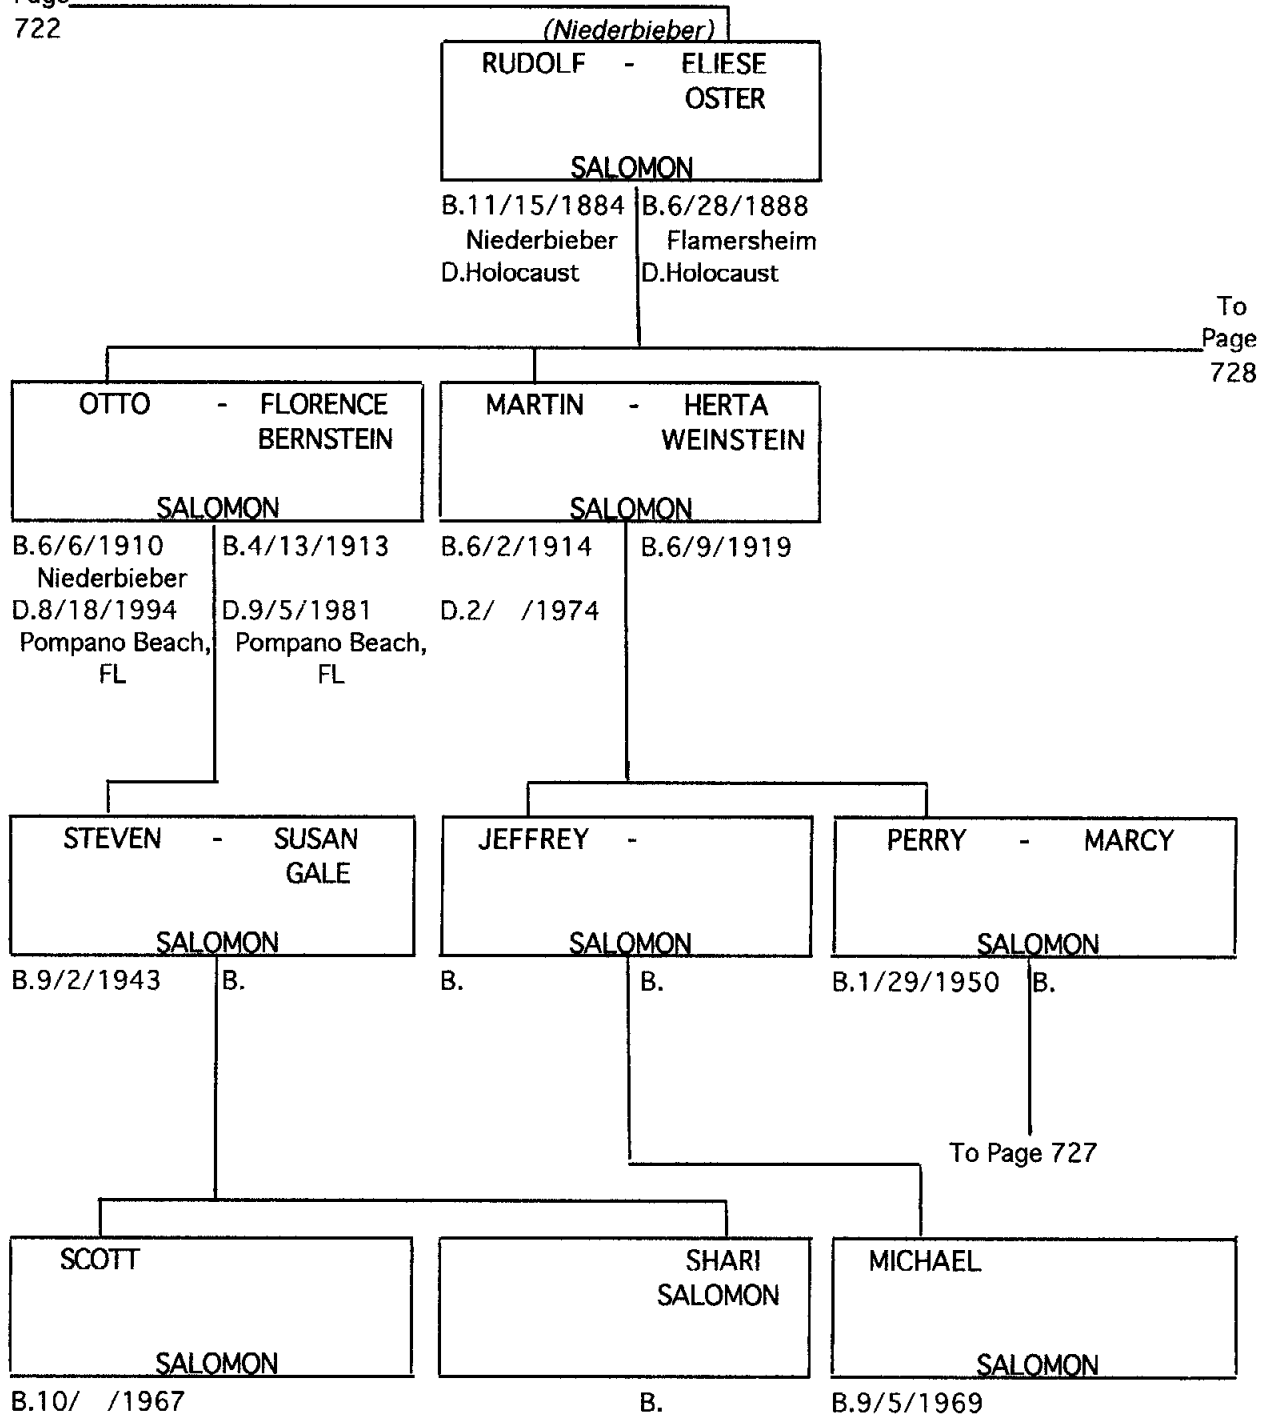 722
(Niederbieber)
RUDOLF - ELIESE
OSTER
SALOMON
B.11/15/1884 B.6/28/1888
Niederbieber Flamersheim
D.Holocaust D.Holocaust
To
Page
728
OTTO - FLORENCE
BERNSTEIN
SALOMON
MARTIN - HERTA
WEINSTEIN
SALOMON
B.6/6/1910 B.4/13/1913
Niederbieber
D.8/18/1994 D.9/5/1981
Pompano Beach, Pompano Beach,
FL FL
B.6/2/1914 B.6/9/1919
D.2/ /1974
STEVEN - SUSAN
GALE
SALOMON
B.9/2/1943 B.
JEFFREY -
SALOMON
B. B.
PERRY - MARCY
SALOMON
B.1/29/1950 B.
To Page 727
SCOTT
SALOMON
B.10/ /1967
SHARI
SALOMON
B.
MICHAEL
SALOMON
B.9/5/1969